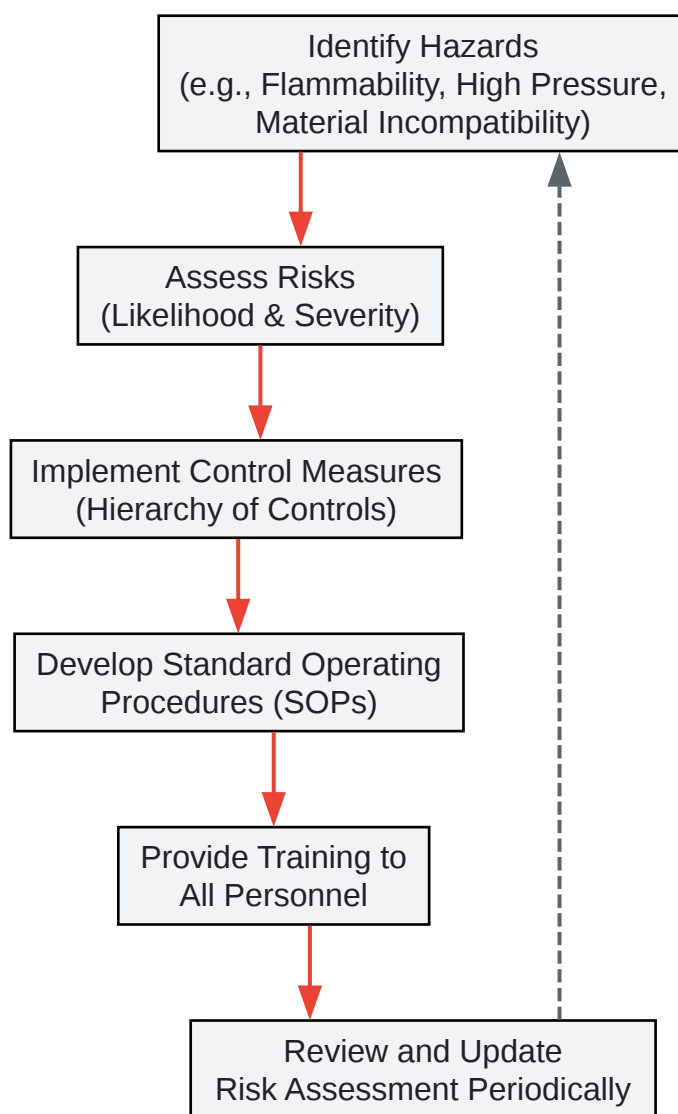 Identify Hazards
(e.g., Flammability, High Pressure,
Material Incompatibility)
Assess Risks
(Likelihood & Severity)
Implement Control Measures
(Hierarchy of Controls)
Develop Standard Operating
Procedures (SOPs)
Provide Training to
All Personnel
Review and Update
Risk Assessment Periodically